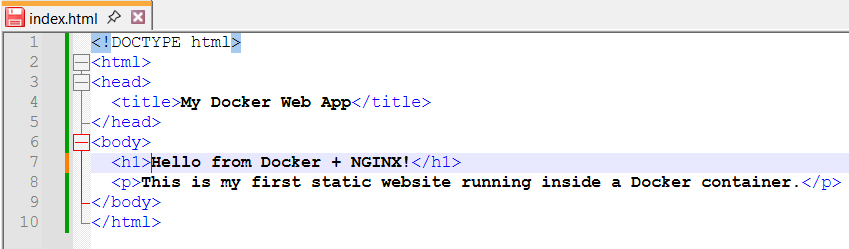 index.html
1 <!DOCTYPE html>
2 <html>
3 <head>
4 <title>My Docker Web App</title>
5 </head>
6 <body>
7 <h1>Hello from Docker + NGINX!</h1>
8 <p>This is my first static website running inside a Docker container.</p>
9 </body>
10 </html>